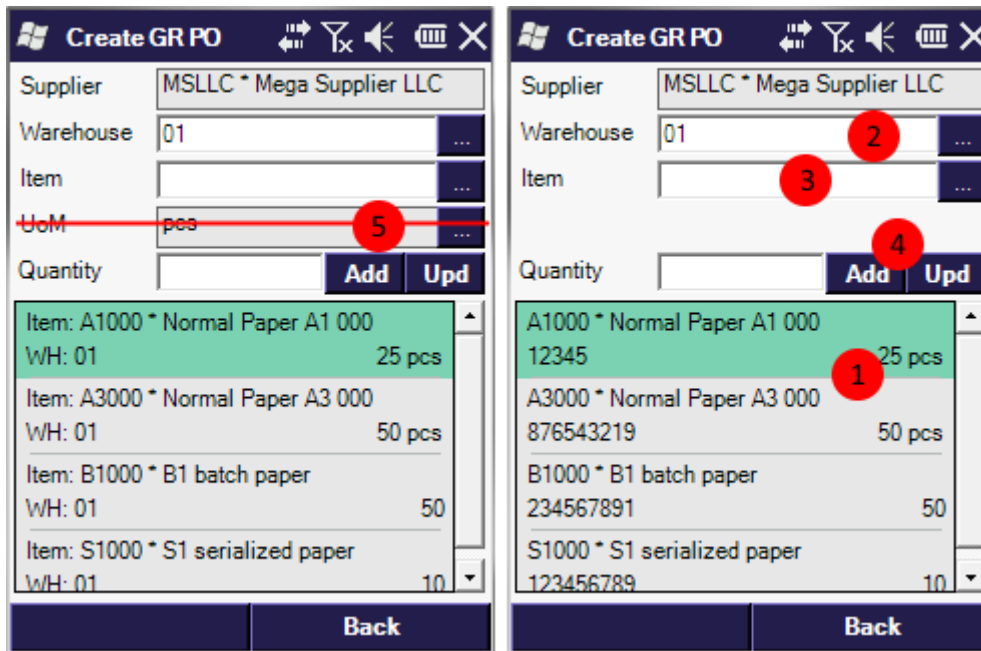 Create GR PO
Supplier MSLLC * Mega Supplier LLC
Warehouse 01 ...
Item ...
UoM pcs 5 ...
Quantity Add Upd
Item: A1000 * Normal Paper A1 000
WH: 01 25 pcs
Item: A3000 * Normal Paper A3 000
WH: 01 50 pcs
Item: B1000 * B1 batch paper
WH: 01 50
Item: S1000 * S1 serialized paper
WH: 01 10
Back
Create GR PO
Supplier MSLLC * Mega Supplier LLC
Warehouse 01 2 ...
Item 3 ...
4
Quantity Add Upd
A1000 * Normal Paper A1 000
12345 25 pcs
1
A3000 * Normal Paper A3 000
876543219 50 pcs
B1000 * B1 batch paper
234567891 50
S1000 * S1 serialized paper
123456789 10
Back